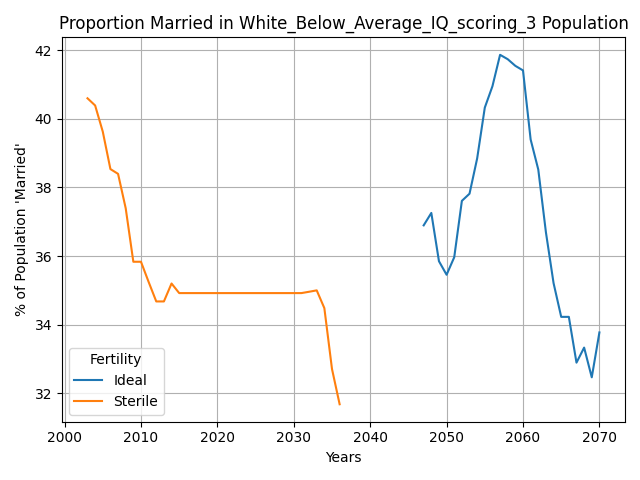 Proportion Married in White_Below_Average_IQ_scoring_3 Population
% of Population 'Married'
42
40
38
36
34
32
Fertility
Ideal
Sterile
2000 2010 2020 2030 2040 2050 2060 2070
Years